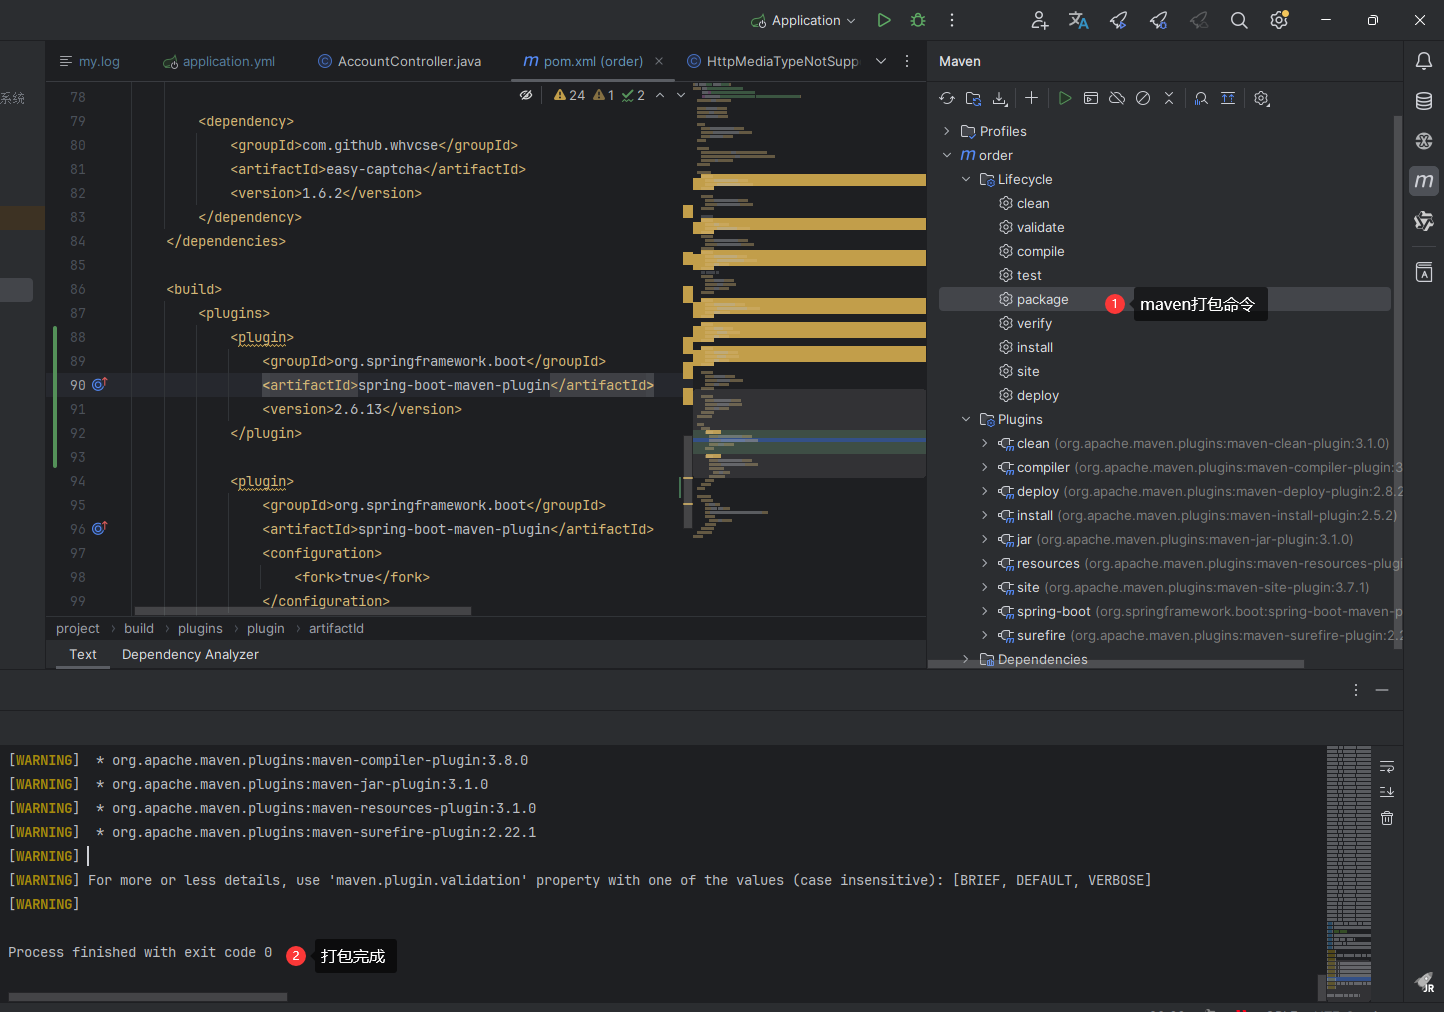 Application
my.log
application.yml
AccountController.java
pom.xml (order)
HttpMediaTypeNotSupp
Maven
系统
24
1
2
78
79 <dependency>
80 <groupId>com.github.whvcse</groupId>
81 <artifactId>easy-captcha</artifactId>
82 <version>1.6.2</version>
83 </dependency>
84 </dependencies>
85
86 <build>
87 <plugins>
88 <plugin>
89 <groupId>org.springframework.boot</groupId>
90 <artifactId>spring-boot-maven-plugin</artifactId>
91 <version>2.6.13</version>
92 </plugin>
93
94 <plugin>
95 <groupId>org.springframework.boot</groupId>
96 <artifactId>spring-boot-maven-plugin</artifactId>
97 <configuration>
98 <fork>true</fork>
99 </configuration>
project › build › plugins › plugin › artifactId
Text
Dependency Analyzer
Profiles
order
Lifecycle
clean
validate
compile
test
package
1 maven打包命令
verify
install
site
deploy
Plugins
clean (org.apache.maven.plugins:maven-clean-plugin:3.1.0)
compiler (org.apache.maven.plugins:maven-compiler-plugin:3
deploy (org.apache.maven.plugins:maven-deploy-plugin:2.8.2
install (org.apache.maven.plugins:maven-install-plugin:2.5.2)
jar (org.apache.maven.plugins:maven-jar-plugin:3.1.0)
resources (org.apache.maven.plugins:maven-resources-plugi
site (org.apache.maven.plugins:maven-site-plugin:3.7.1)
spring-boot (org.springframework.boot:spring-boot-maven-p
surefire (org.apache.maven.plugins:maven-surefire-plugin:2.2
Dependencies
[WARNING]  * org.apache.maven.plugins:maven-compiler-plugin:3.8.0
[WARNING]  * org.apache.maven.plugins:maven-jar-plugin:3.1.0
[WARNING]  * org.apache.maven.plugins:maven-resources-plugin:3.1.0
[WARNING]  * org.apache.maven.plugins:maven-surefire-plugin:2.22.1
[WARNING]
[WARNING] For more or less details, use 'maven.plugin.validation' property with one of the values (case insensitive): [BRIEF, DEFAULT, VERBOSE]
[WARNING]
Process finished with exit code 0
2 打包完成
JR